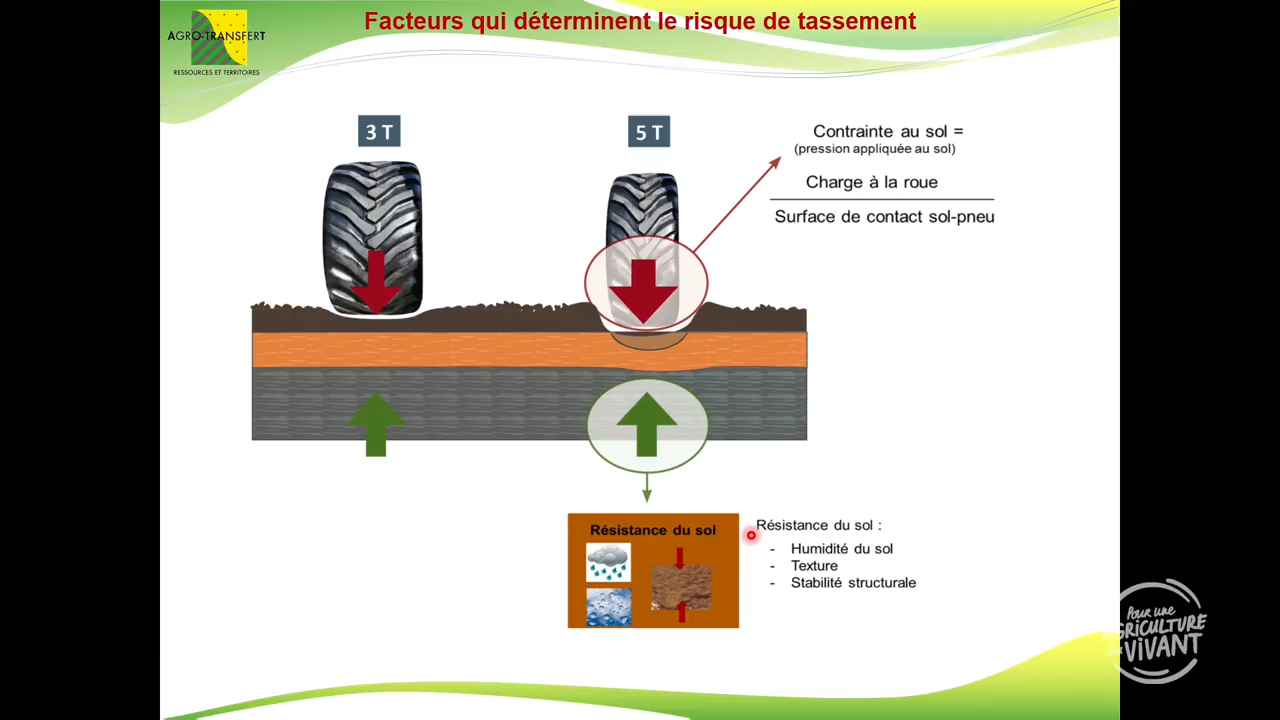 Facteurs qui déterminent le risque de tassement
AGRO-TRANSFERT
RESSOURCES ET TERRITOIRES
3 T
5 T
Contrainte au sol =
(pression appliquée au sol)
Charge à la roue
Surface de contact sol-pneu
Résistance du sol
Résistance du sol :
- Humidité du sol
- Texture
- Stabilité structurale
POUR UNE
AGRICULTURE
DU VIVANT